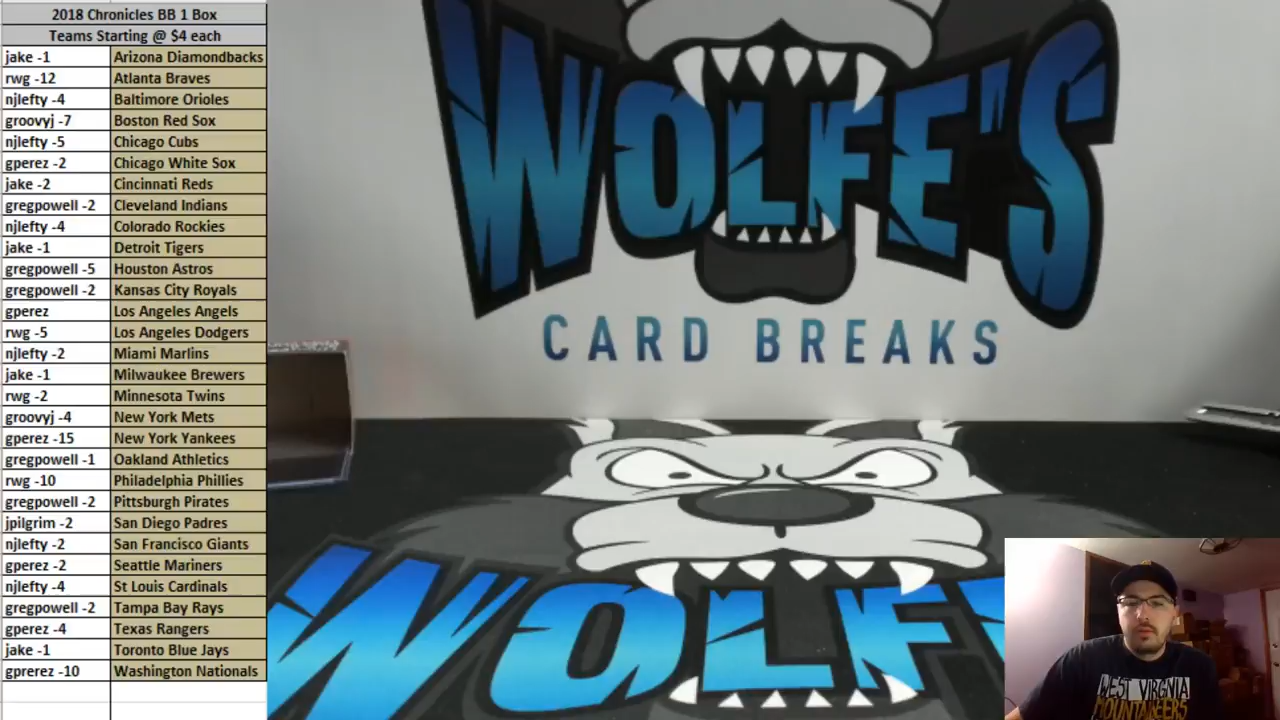 2018 Chronicles BB 1 Box
Teams Starting @ $4 each
jake -1 Arizona Diamondbacks
rwg -12 Atlanta Braves
njlefty -4 Baltimore Orioles
groovyj -7 Boston Red Sox
njlefty -5 Chicago Cubs
gperez -2 Chicago White Sox
jake -2 Cincinnati Reds
gregpowell -2 Cleveland Indians
njlefty -4 Colorado Rockies
jake -1 Detroit Tigers
gregpowell -5 Houston Astros
gregpowell -2 Kansas City Royals
gperez Los Angeles Angels
rwg -5 Los Angeles Dodgers
njlefty -2 Miami Marlins
jake -1 Milwaukee Brewers
rwg -2 Minnesota Twins
groovyj -4 New York Mets
gperez -15 New York Yankees
gregpowell -1 Oakland Athletics
rwg -10 Philadelphia Phillies
gregpowell -2 Pittsburgh Pirates
jpilgrim -2 San Diego Padres
njlefty -2 San Francisco Giants
gperez -2 Seattle Mariners
njlefty -4 St Louis Cardinals
gregpowell -2 Tampa Bay Rays
gperez -4 Texas Rangers
jake -1 Toronto Blue Jays
gprerez -10 Washington Nationals
WOLFE'S
CARD BREAKS
WOLF
WEST VIRGINIA
MOUNTAINEERS